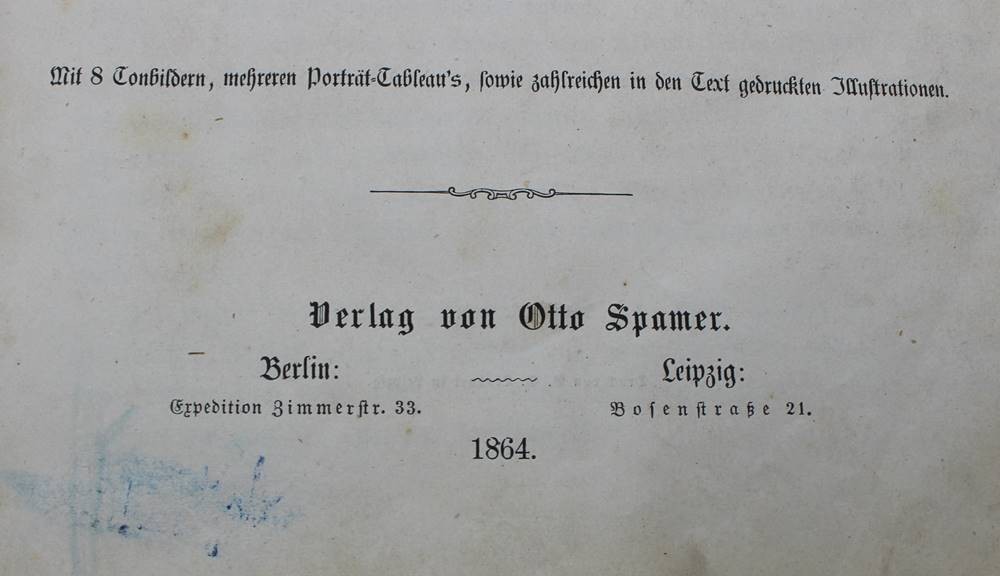 Mit 8 Tonbildern, mehreren Porträt-Tableau's, sowie zahlreichen in den Text gedruckten Illustrationen.
Verlag von Otto Spamer.
Berlin: Leipzig:
Expedition Zimmerstr. 33. Bosenstraße 21.
1864.